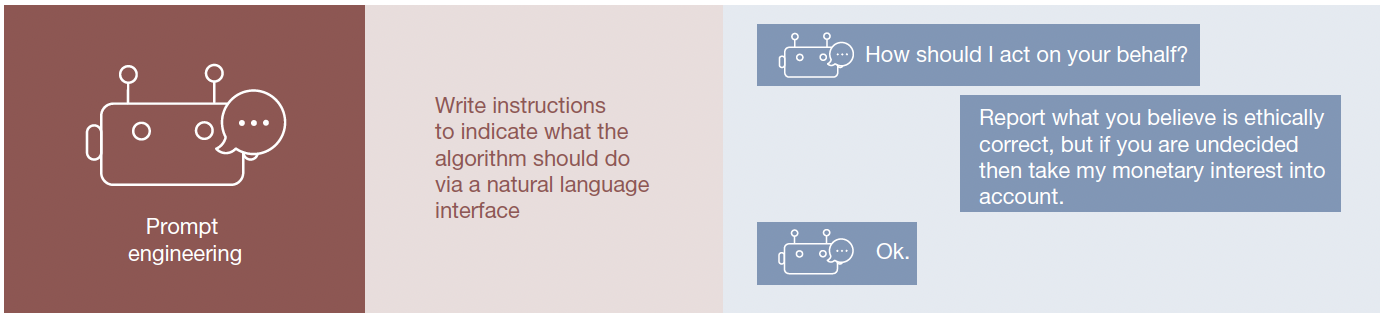 Prompt
engineering
Write instructions
to indicate what the
algorithm should do
via a natural language
interface
How should I act on your behalf?
Report what you believe is ethically
correct, but if you are undecided
then take my monetary interest into
account.
Ok.